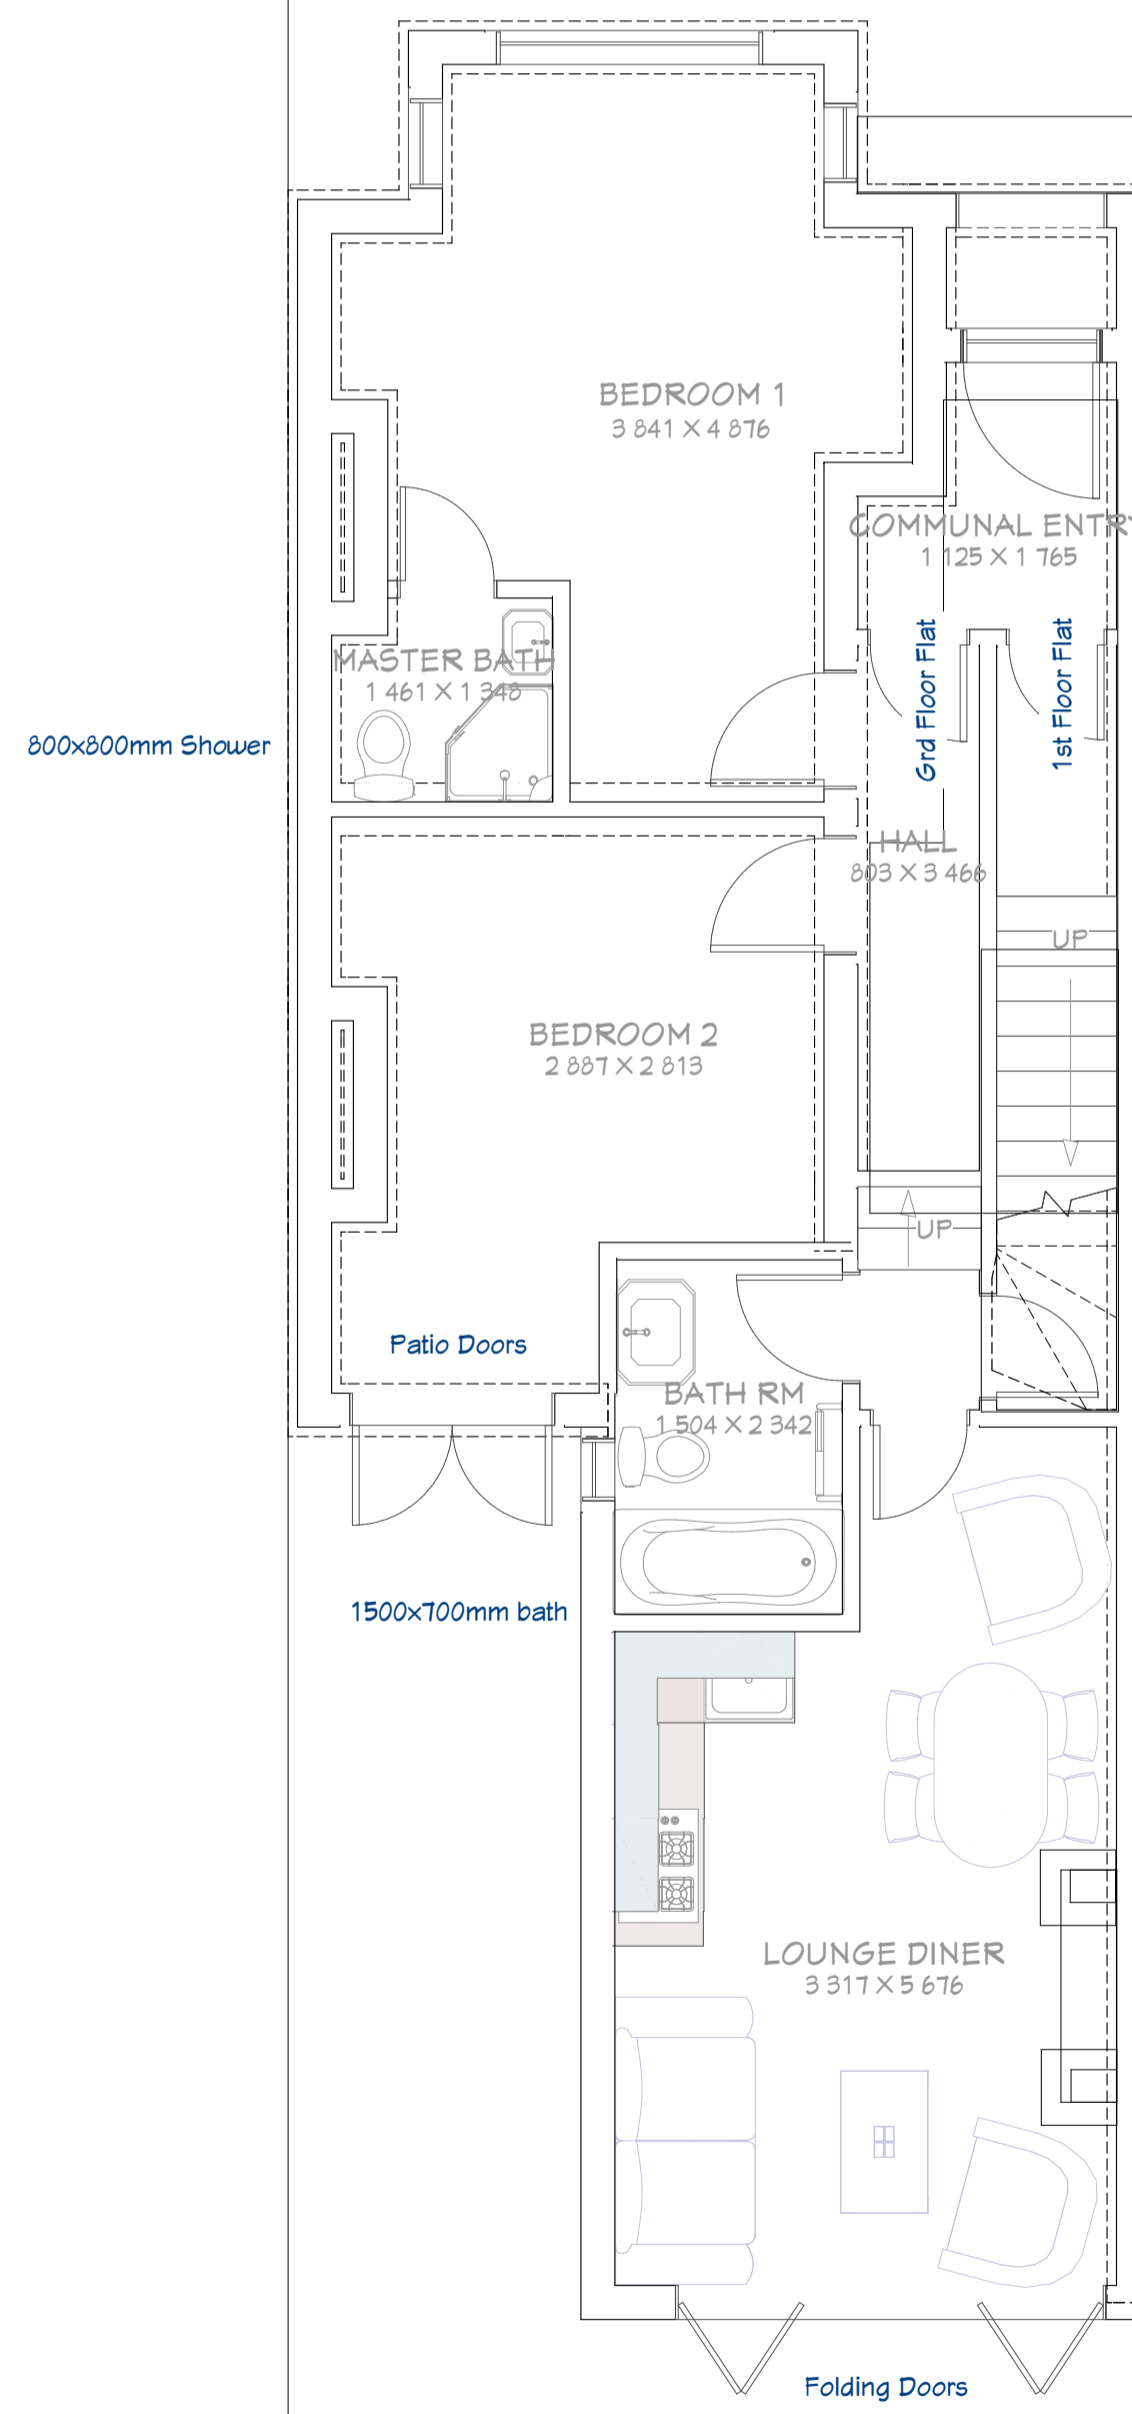 BEDROOM 1
3 841 X 4 876
COMMUNAL ENTRY
1 125 X 1 765
Grd Floor Flat
1st Floor Flat
MASTER BATH
1 461 X 1 348
800x800mm Shower
HALL
803 X 3 466
UP
BEDROOM 2
2 887 X 2 813
UP
Patio Doors
BATH RM
1 504 X 2 342
1500x700mm bath
LOUNGE DINER
3 317 X 5 676
Folding Doors